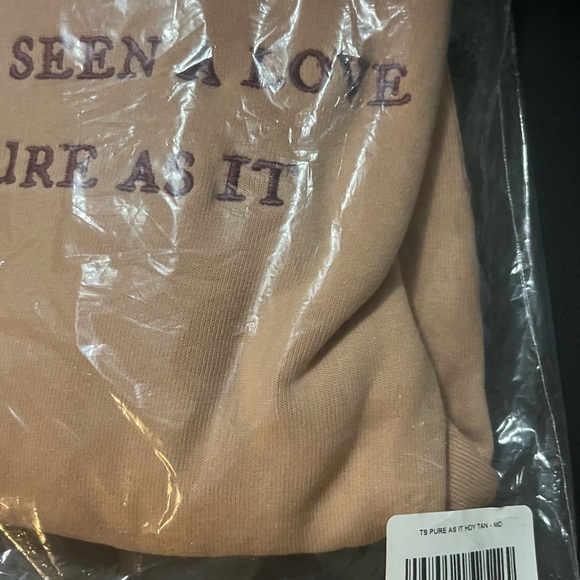 SEEN A LOVE
URE AS IT
TS PURE AS IT HDY TAN - MD